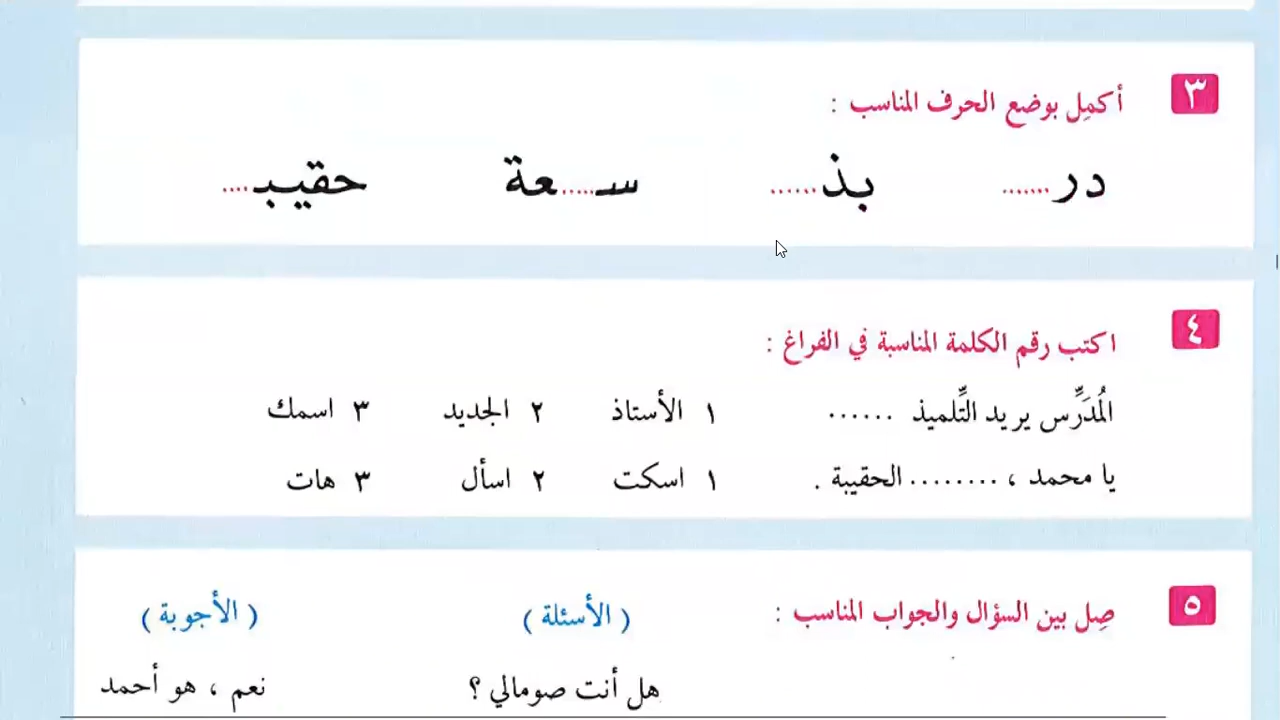 ٣ أكمِل بوضع الحرف المناسب :
در....... بذ...... سـ.....عة حقيبـ....
٤ اكتب رقم الكلمة المناسبة في الفراغ :
المُدَرِّس يريد التِّلميذ ...... ١ الأستاذ ٢ الجديد ٣ اسمك
يا محمد ، ........ الحقيبة . ١ اسكت ٢ اسأل ٣ هات
٥ صِل بين السؤال والجواب المناسب : ( الأسئلة ) ( الأجوبة )
هل أنت صومالي ؟ نعم ، هو أحمد